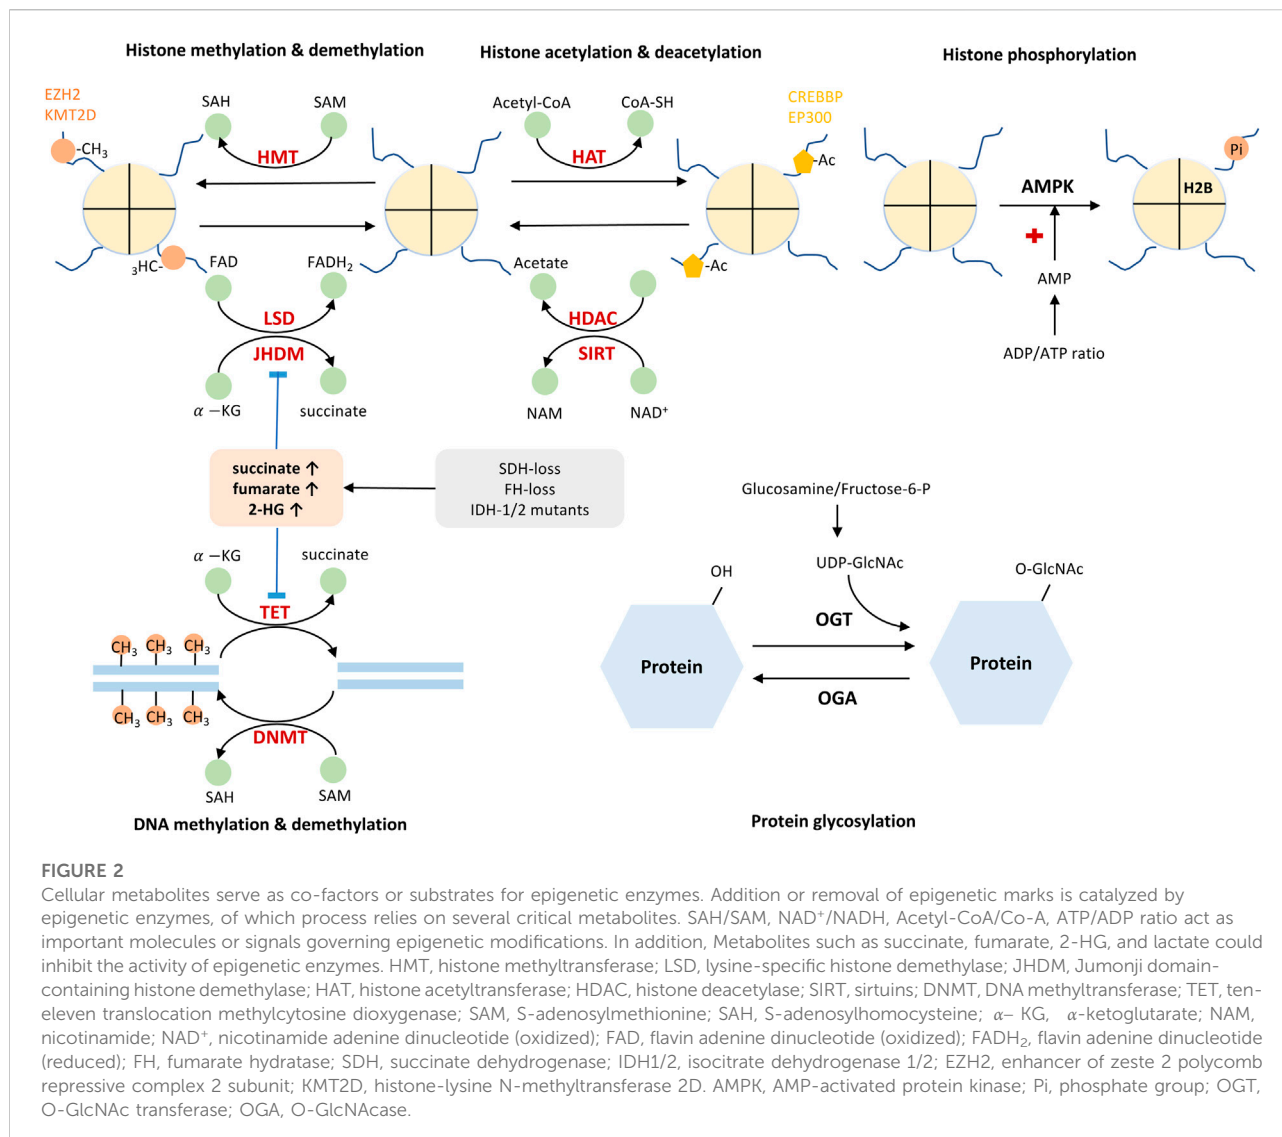 Histone methylation & demethylation
Histone acetylation & deacetylation
Histone phosphorylation
EZH2
KMT2D
-CH₃
SAH
SAM
HMT
₃HC-
FAD
FADH₂
LSD
JHDM
α –KG
succinate
Acetyl-CoA
CoA-SH
HAT
CREBBP
EP300
-Ac
-Ac
Acetate
HDAC
SIRT
NAM
NAD⁺
AMPK
Pi
H2B
AMP
ADP/ATP ratio
succinate ↑
fumarate ↑
2-HG ↑
SDH-loss
FH-loss
IDH-1/2 mutants
α –KG
succinate
TET
CH₃ CH₃ CH₃
CH₃ CH₃ CH₃
DNMT
SAH
SAM
DNA methylation & demethylation
Glucosamine/Fructose-6-P
UDP-GlcNAc
OH
O-GlcNAc
OGT
Protein
Protein
OGA
Protein glycosylation
FIGURE 2
Cellular metabolites serve as co-factors or substrates for epigenetic enzymes. Addition or removal of epigenetic marks is catalyzed by
epigenetic enzymes, of which process relies on several critical metabolites. SAH/SAM, NAD⁺/NADH, Acetyl-CoA/Co-A, ATP/ADP ratio act as
important molecules or signals governing epigenetic modifications. In addition, Metabolites such as succinate, fumarate, 2-HG, and lactate could
inhibit the activity of epigenetic enzymes. HMT, histone methyltransferase; LSD, lysine-specific histone demethylase; JHDM, Jumonji domain-
containing histone demethylase; HAT, histone acetyltransferase; HDAC, histone deacetylase; SIRT, sirtuins; DNMT, DNA methyltransferase; TET, ten-
eleven translocation methylcytosine dioxygenase; SAM, S-adenosylmethionine; SAH, S-adenosylhomocysteine; α– KG, α-ketoglutarate; NAM,
nicotinamide; NAD⁺, nicotinamide adenine dinucleotide (oxidized); FAD, flavin adenine dinucleotide (oxidized); FADH₂, flavin adenine dinucleotide
(reduced); FH, fumarate hydratase; SDH, succinate dehydrogenase; IDH1/2, isocitrate dehydrogenase 1/2; EZH2, enhancer of zeste 2 polycomb
repressive complex 2 subunit; KMT2D, histone-lysine N-methyltransferase 2D. AMPK, AMP-activated protein kinase; Pi, phosphate group; OGT,
O-GlcNAc transferase; OGA, O-GlcNAcase.